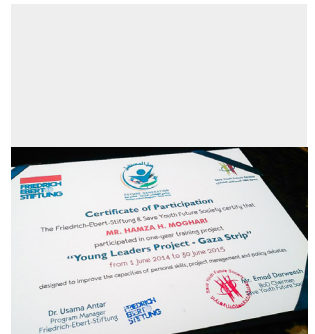 FRIEDRICH
EBERT
STIFTUNG
Certificate of Participation
The Friedrich-Ebert-Stiftung & Save Youth Future Society certify that
MR. HAMZA H. MOGHARI
participated in one-year training project
"Young Leaders Project - Gaza Strip"
from 1 June 2014 to 30 June 2015
designed to improve the capacities of personal skills, project management and policy debates
Dr. Usama Antar
Program Manager
Friedrich-Ebert-Stiftung
FRIEDRICH
EBERT
STIFTUNG
Mr. Emad Darweesh
BoD Chairman
Save Youth Future Society